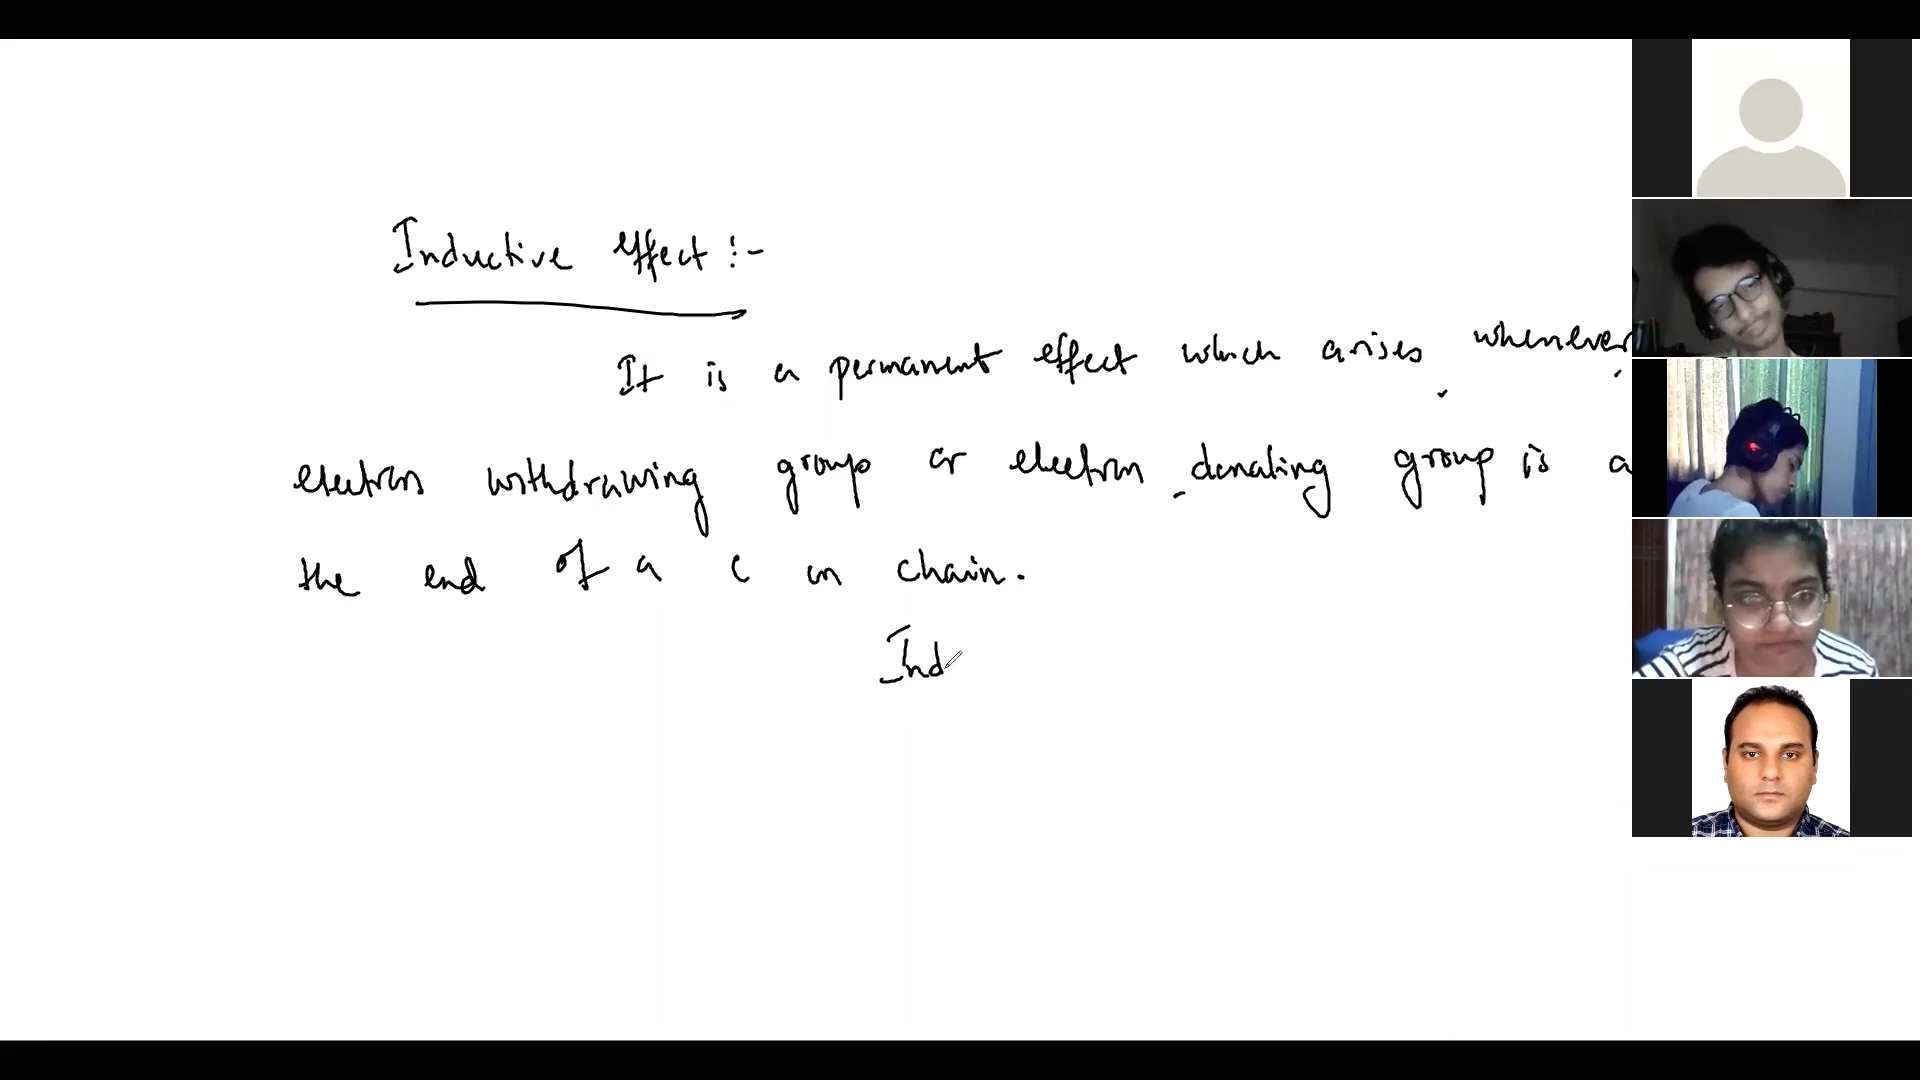 Inductive effect :-
It is a permanent effect which arises whenever
electron withdrawing group or electron donating group is a
the end of a c on chain.
Ind